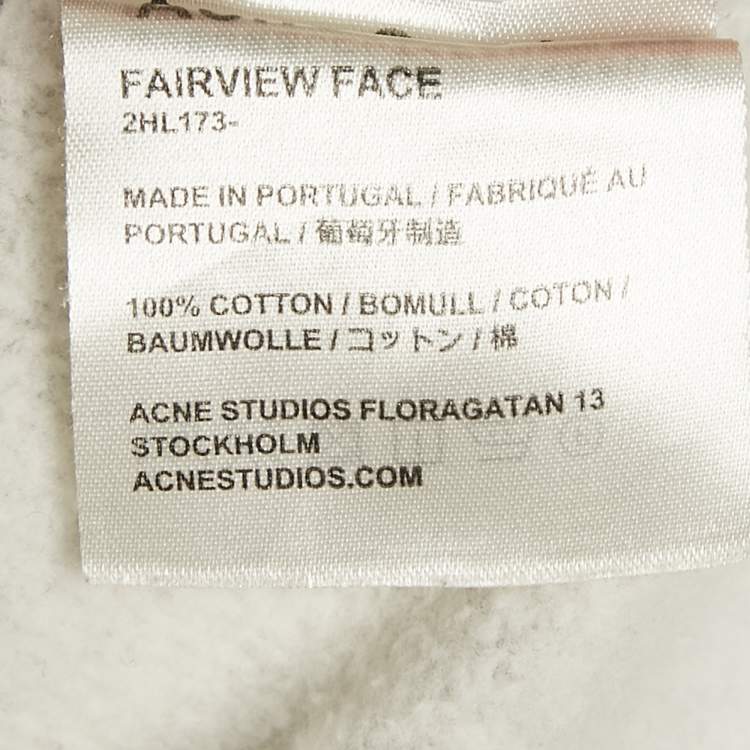 FAIRVIEW FACE
2HL173-
MADE IN PORTUGAL / FABRIQUÉ AU
PORTUGAL / 葡萄牙制造
100% COTTON / BOMULL / COTON /
BAUMWOLLE / コットン / 棉
ACNE STUDIOS FLORAGATAN 13
STOCKHOLM
ACNESTUDIOS.COM